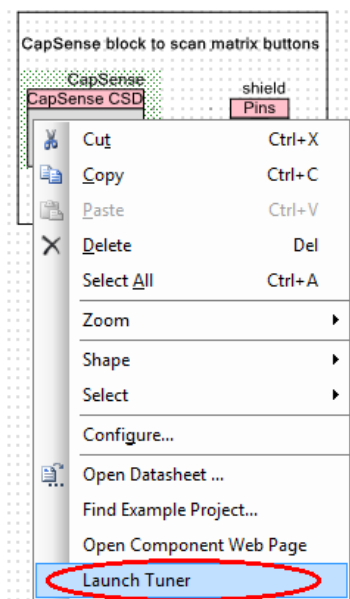 CapSense block to scan matrix buttons
CapSense
CapSense CSD
shield
Pins
Cut Ctrl+X
Copy Ctrl+C
Paste Ctrl+V
Delete Del
Select All Ctrl+A
Zoom
Shape
Select
Configure...
Open Datasheet ...
Find Example Project...
Open Component Web Page
Launch Tuner